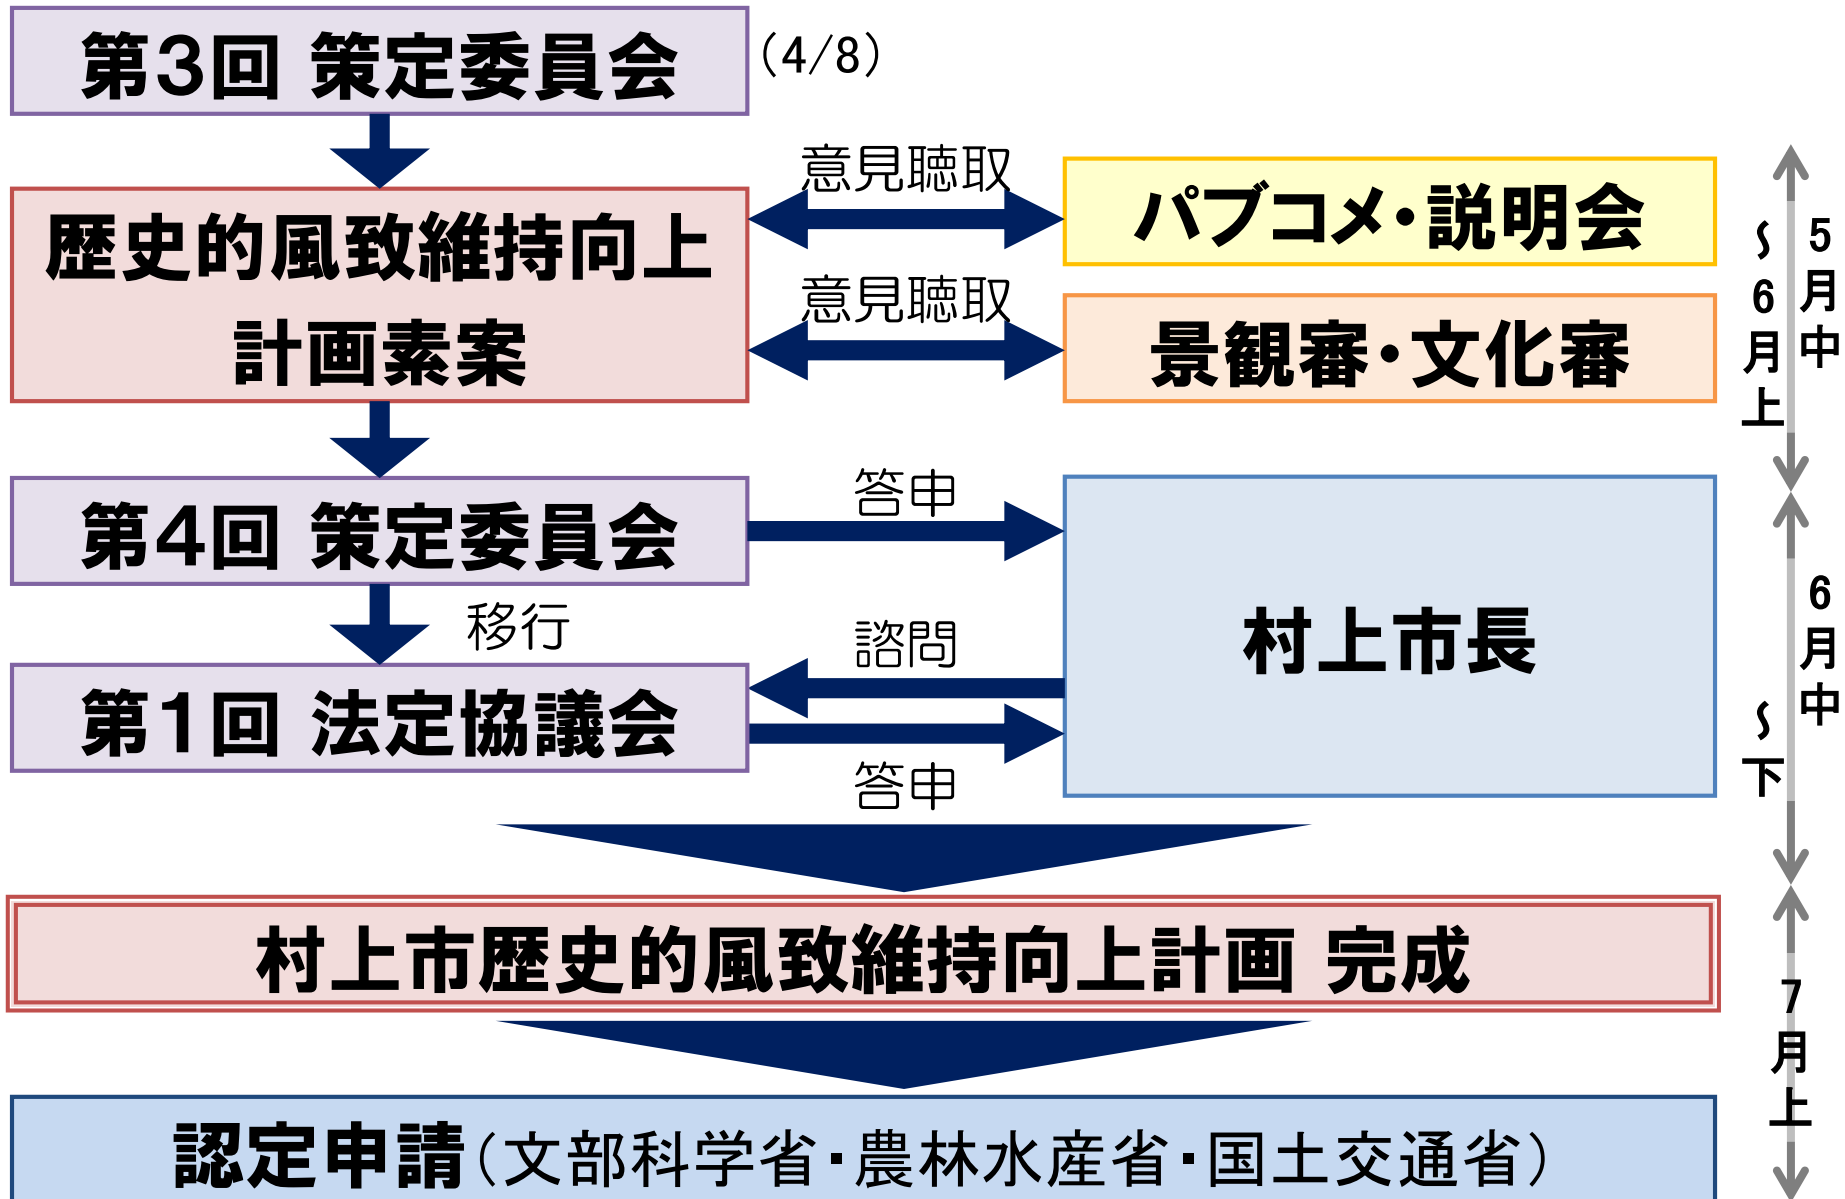 第3回 策定委員会
（4/8）
意見聴取
パブコメ・説明会
歴史的風致維持向上
計画素案
意見聴取
景観審・文化審
5月中
～6月上
第4回 策定委員会
答申
移行
村上市長
諮問
第1回 法定協議会
答申
6月中
～下
村上市歴史的風致維持向上計画 完成
7月上
認定申請（文部科学省・農林水産省・国土交通省）